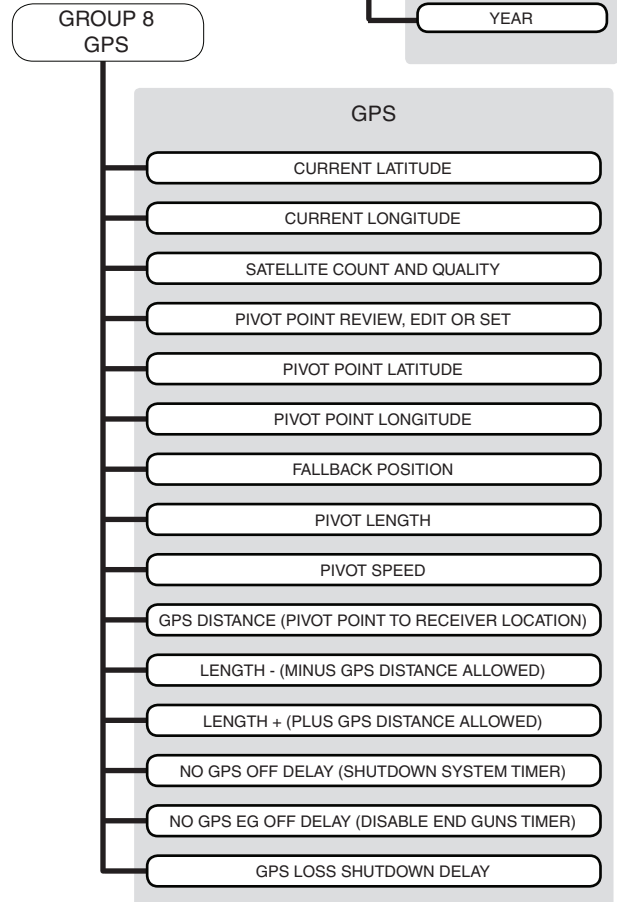 GROUP 8
GPS
YEAR
GPS
CURRENT LATITUDE
CURRENT LONGITUDE
SATELLITE COUNT AND QUALITY
PIVOT POINT REVIEW, EDIT OR SET
PIVOT POINT LATITUDE
PIVOT POINT LONGITUDE
FALLBACK POSITION
PIVOT LENGTH
PIVOT SPEED
GPS DISTANCE (PIVOT POINT TO RECEIVER LOCATION)
LENGTH - (MINUS GPS DISTANCE ALLOWED)
LENGTH + (PLUS GPS DISTANCE ALLOWED)
NO GPS OFF DELAY (SHUTDOWN SYSTEM TIMER)
NO GPS EG OFF DELAY (DISABLE END GUNS TIMER)
GPS LOSS SHUTDOWN DELAY